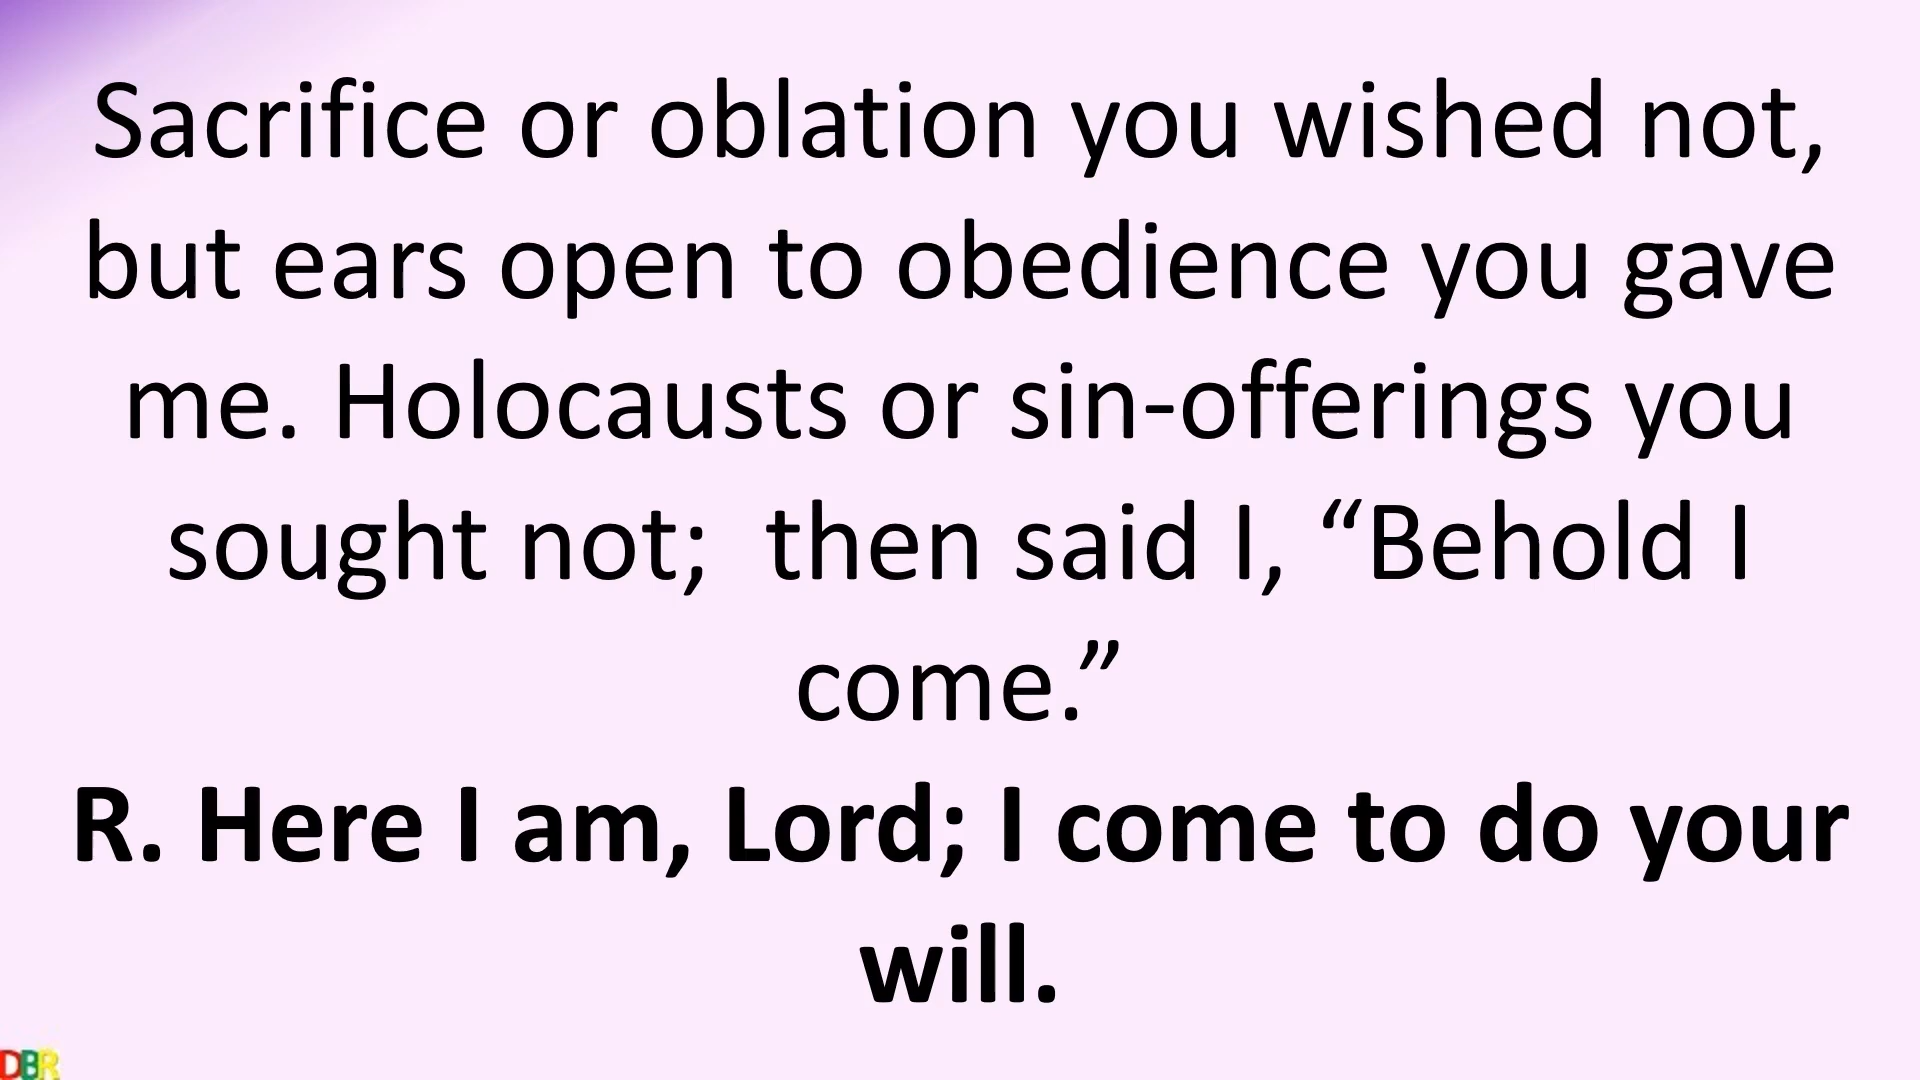 Sacrifice or oblation you wished not,
but ears open to obedience you gave
me. Holocausts or sin-offerings you
sought not;  then said I, “Behold I
come.”
R. Here I am, Lord; I come to do your
will.
DBR